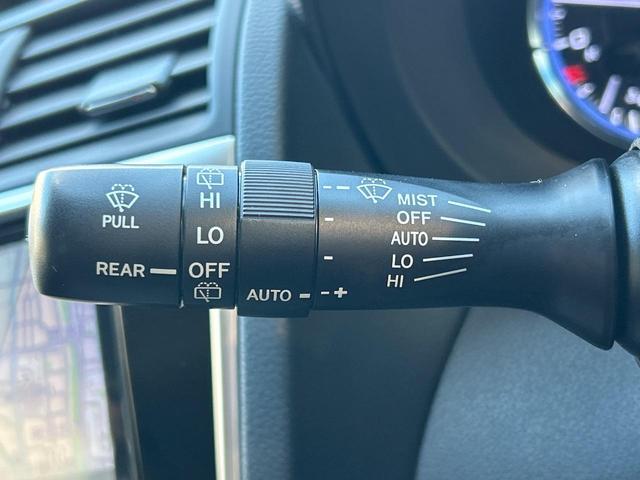 PULL
REAR
HI
LO
OFF
AUTO
- +
MIST
OFF
AUTO
LO
HI